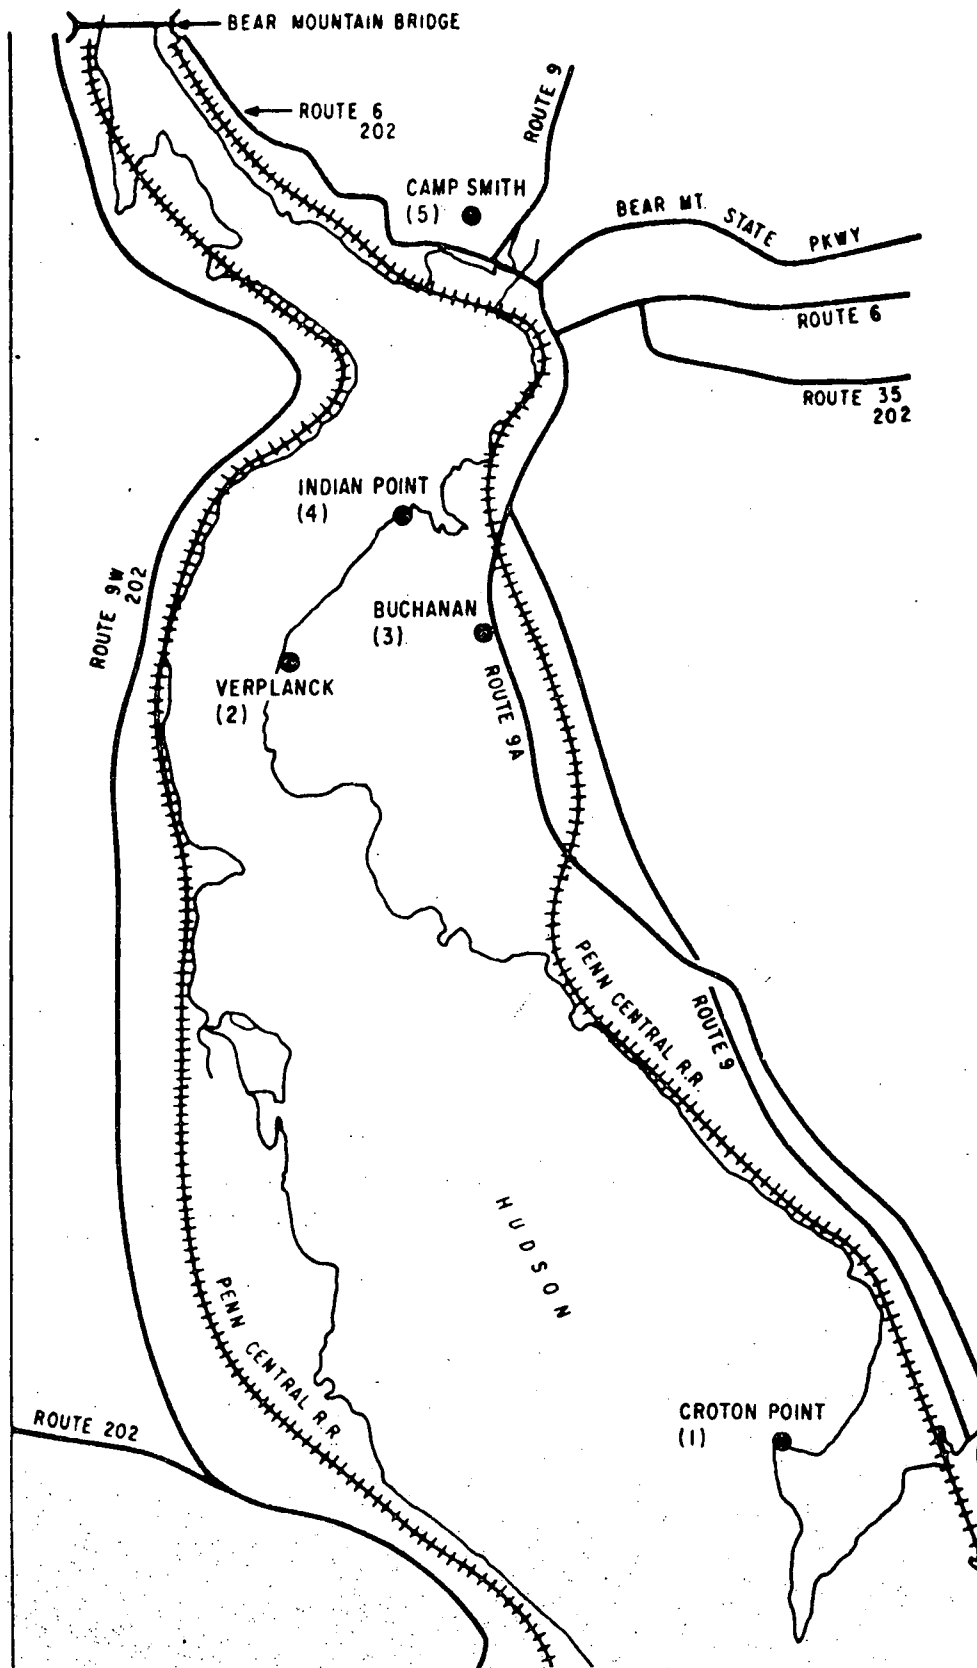 BEAR MOUNTAIN BRIDGE
ROUTE 6
202
ROUTE 9
CAMP SMITH
(5)
BEAR MT. STATE PKWY
ROUTE 6
ROUTE 35
202
INDIAN POINT
(4)
ROUTE 9W
202
BUCHANAN
(3)
VERPLANCK
(2)
ROUTE 9A
PENN CENTRAL R.R.
ROUTE 9
HUDSON
PENN CENTRAL R.R.
CROTON POINT
(1)
ROUTE 202